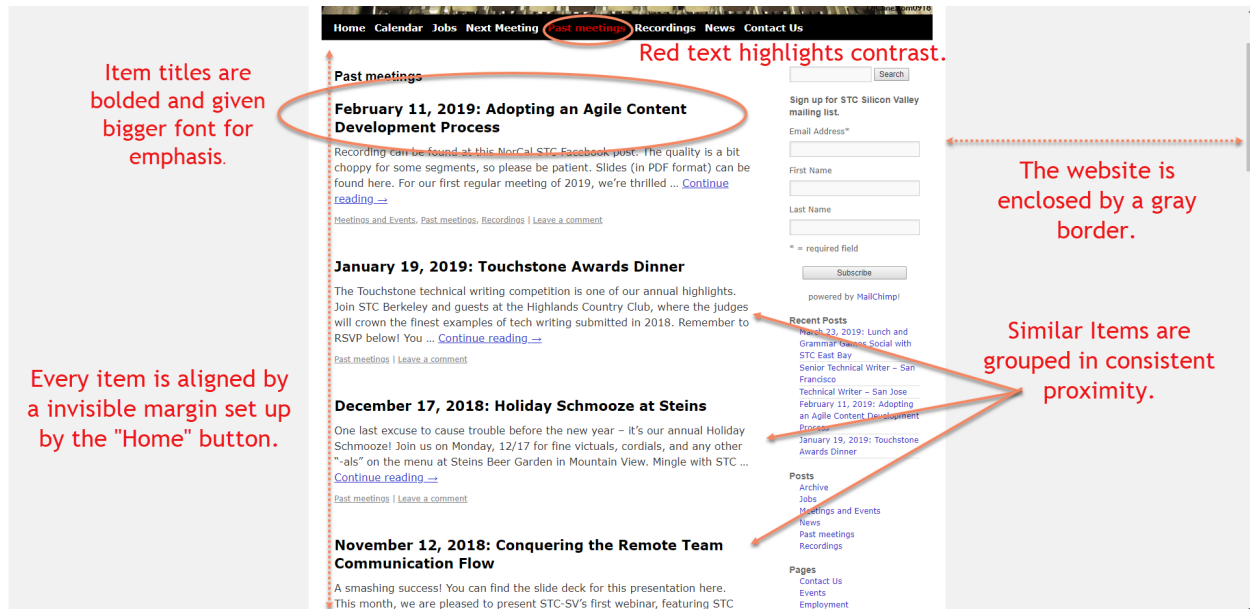 Home Calendar Jobs Next Meeting Past meetings Recordings News Contact Us
Red text highlights contrast.
Item titles are
bolded and given
bigger font for
emphasis.
Every item is aligned by
a invisible margin set up
by the "Home" button.
Past meetings
February 11, 2019: Adopting an Agile Content
Development Process
Recording can be found at this NorCal STC Facebook post. The quality is a bit
choppy for some segments, so please be patient. Slides (in PDF format) can be
found here. For our first regular meeting of 2019, we’re thrilled … Continue
reading →
Meetings and Events, Past meetings, Recordings | Leave a comment
January 19, 2019: Touchstone Awards Dinner
The Touchstone technical writing competition is one of our annual highlights.
Join STC Berkeley and guests at the Highlands Country Club, where the judges
will crown the finest examples of tech writing submitted in 2018. Remember to
RSVP below! You … Continue reading →
Past meetings | Leave a comment
December 17, 2018: Holiday Schmooze at Steins
One last excuse to cause trouble before the new year – it’s our annual Holiday
Schmooze! Join us on Monday, 12/17 for fine victuals, cordials, and any other
“-als” on the menu at Steins Beer Garden in Mountain View. Mingle with STC …
Continue reading →
Past meetings | Leave a comment
November 12, 2018: Conquering the Remote Team
Communication Flow
A smashing success! You can find the slide deck for this presentation here.
This month, we are pleased to present STC-SV’s first webinar, featuring STC
Search
Sign up for STC Silicon Valley
mailing list.
Email Address*
First Name
Last Name
* = required field
Subscribe
powered by MailChimp!
Recent Posts
March 23, 2019: Lunch and
Grammar Games Social with
STC East Bay
Senior Technical Writer – San
Francisco
Technical Writer – San Jose
February 11, 2019: Adopting
an Agile Content Development
Process
January 19, 2019: Touchstone
Awards Dinner
Posts
Archive
Jobs
Meetings and Events
News
Past meetings
Recordings
Pages
Contact Us
Events
Employment
The website is
enclosed by a gray
border.
Similar Items are
grouped in consistent
proximity.